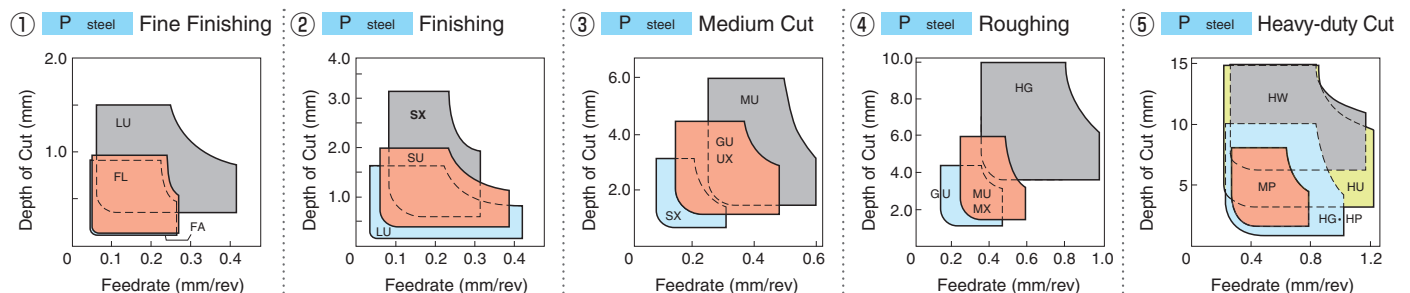 ① P steel Fine Finishing
Depth of Cut (mm)
2.0
1.0
LU
FL
FA
0 0.1 0.2 0.3 0.4
Feedrate (mm/rev)
② P steel Finishing
Depth of Cut (mm)
4.0
3.0
2.0
1.0
SX
SU
LU
0 0.1 0.2 0.3 0.4
Feedrate (mm/rev)
③ P steel Medium Cut
Depth of Cut (mm)
6.0
4.0
2.0
MU
GU
UX
SX
0 0.2 0.4 0.6
Feedrate (mm/rev)
④ P steel Roughing
Depth of Cut (mm)
10.0
8.0
6.0
4.0
2.0
HG
GU
MU
MX
0 0.2 0.4 0.6 0.8 1.0
Feedrate (mm/rev)
⑤ P steel Heavy-duty Cut
Depth of Cut (mm)
15
10
5
HW
MP
HU
HG・HP
0 0.4 0.8 1.2
Feedrate (mm/rev)